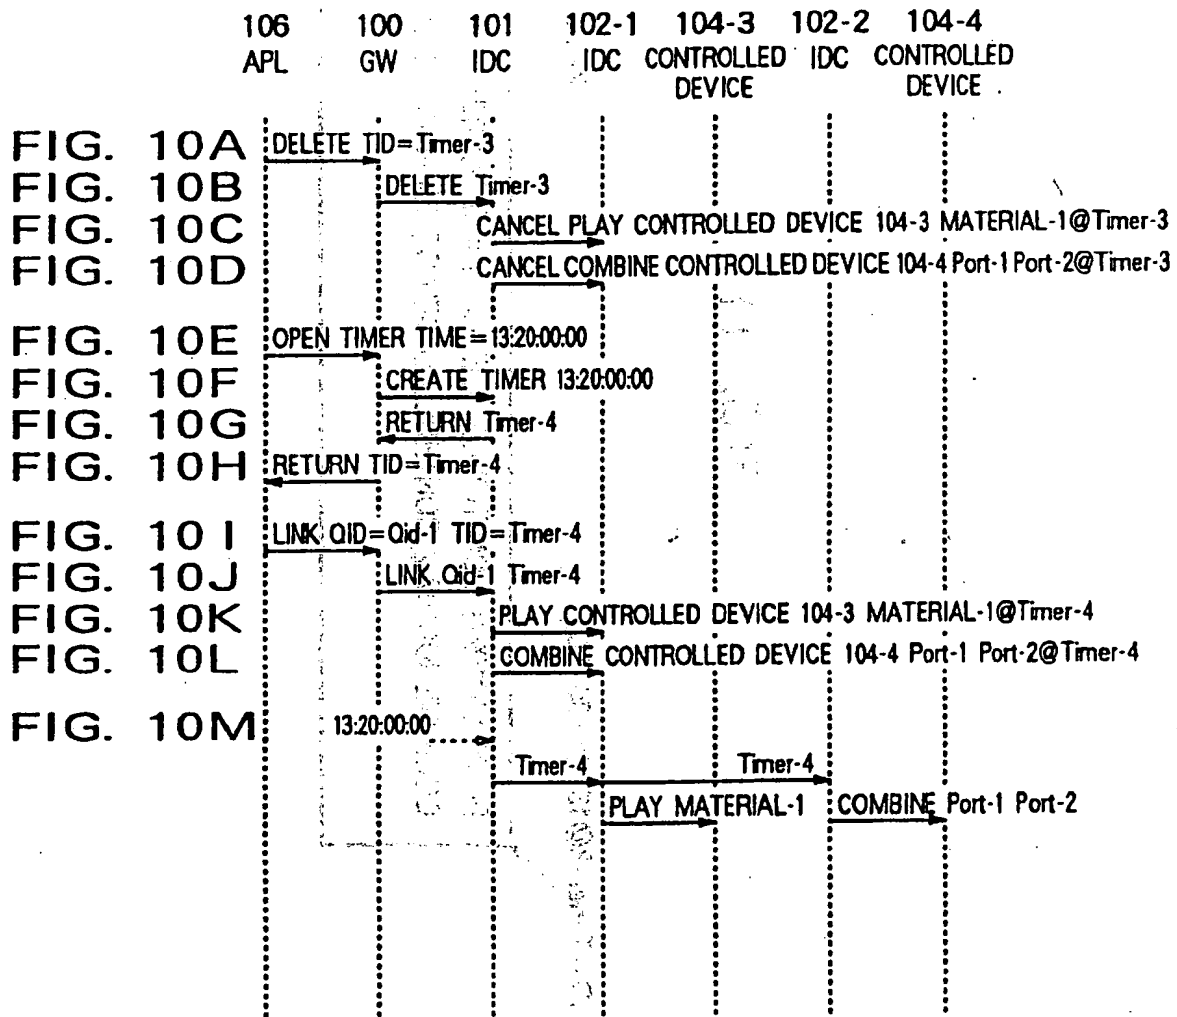 106 100 101 102-1 104-3 102-2 104-4
APL GW IDC IDC CONTROLLED IDC CONTROLLED
DEVICE DEVICE
FIG. 10A DELETE TID=Timer-3
FIG. 10B DELETE Timer-3
FIG. 10C CANCEL PLAY CONTROLLED DEVICE 104-3 MATERIAL-1@Timer-3
FIG. 10D CANCEL COMBINE CONTROLLED DEVICE 104-4 Port-1 Port-2@Timer-3
FIG. 10E OPEN TIMER TIME=13:20:00:00
FIG. 10F CREATE TIMER 13:20:00:00
FIG. 10G RETURN Timer-4
FIG. 10H RETURN TID=Timer-4
FIG. 10I LINK QID=Qid-1 TID=Timer-4
FIG. 10J LINK Qid-1 Timer-4
FIG. 10K PLAY CONTROLLED DEVICE 104-3 MATERIAL-1@Timer-4
FIG. 10L COMBINE CONTROLLED DEVICE 104-4 Port-1 Port-2@Timer-4
FIG. 10M 13:20:00:00
Timer-4 Timer-4
PLAY MATERIAL-1 COMBINE Port-1 Port-2